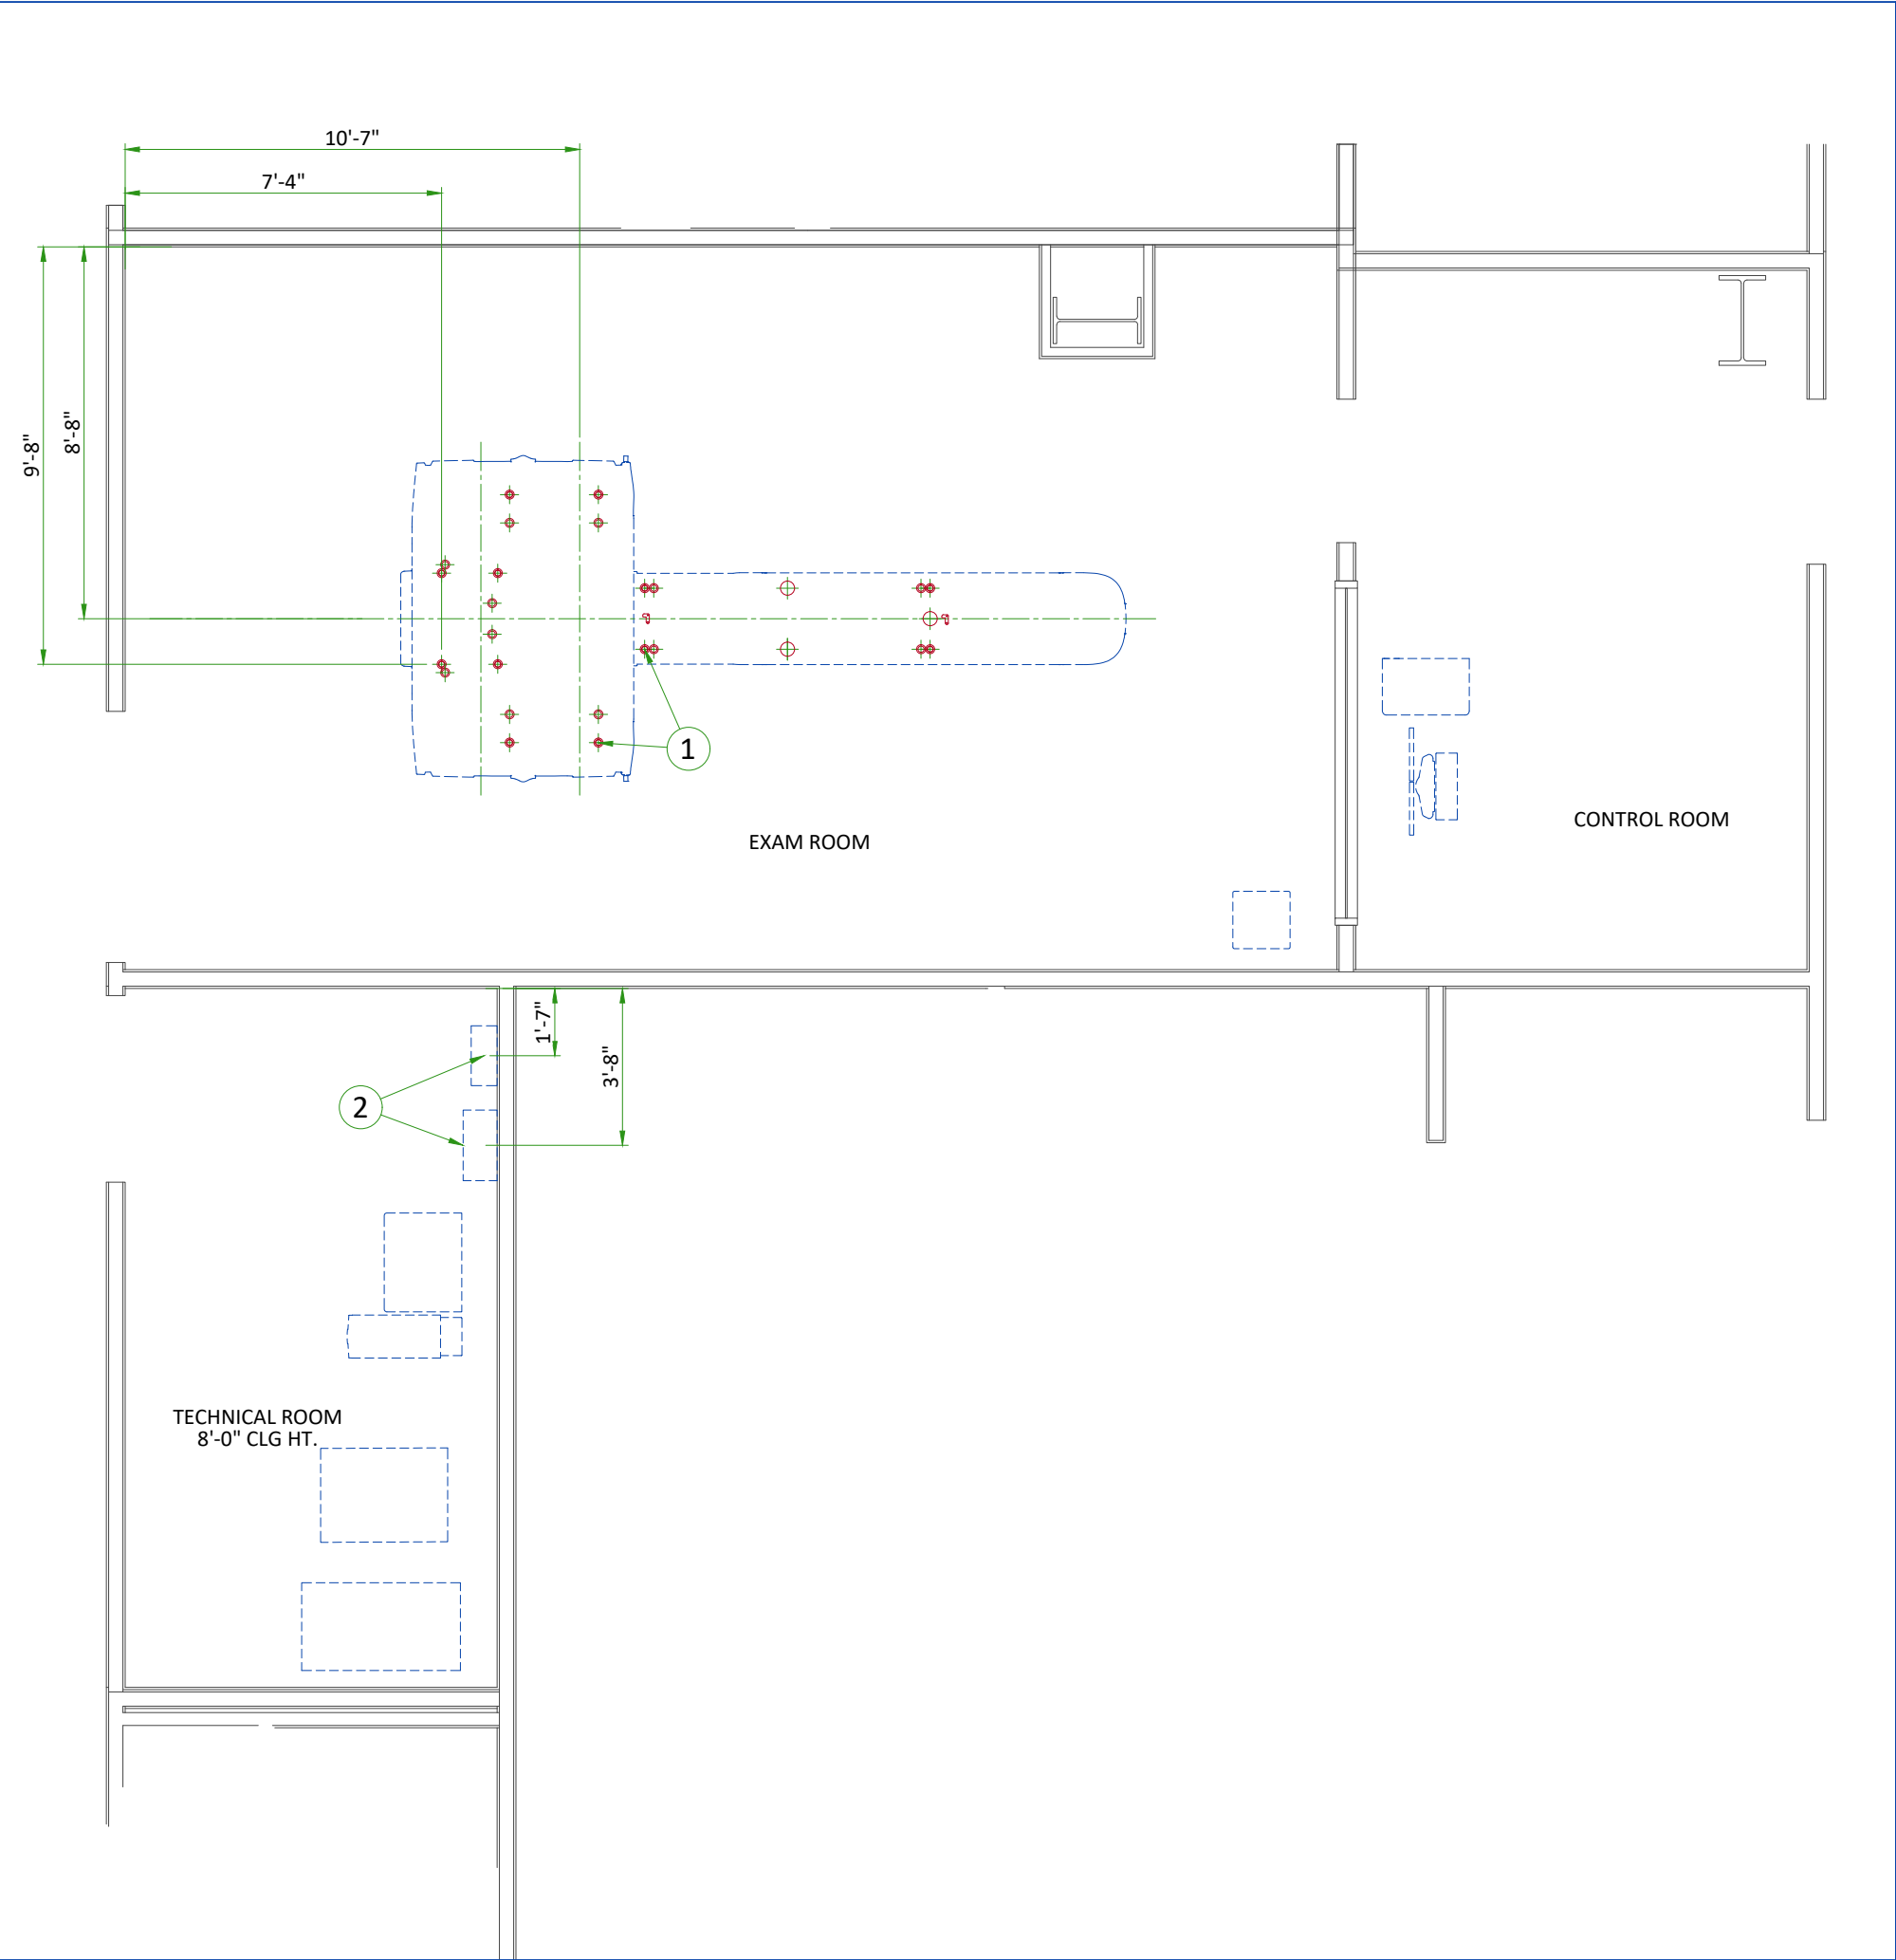 10'-7"
7'-4"
9'-8"
8'-8"
1
EXAM ROOM
CONTROL ROOM
1'-7"
3'-8"
2
TECHNICAL ROOM
8'-0" CLG HT.